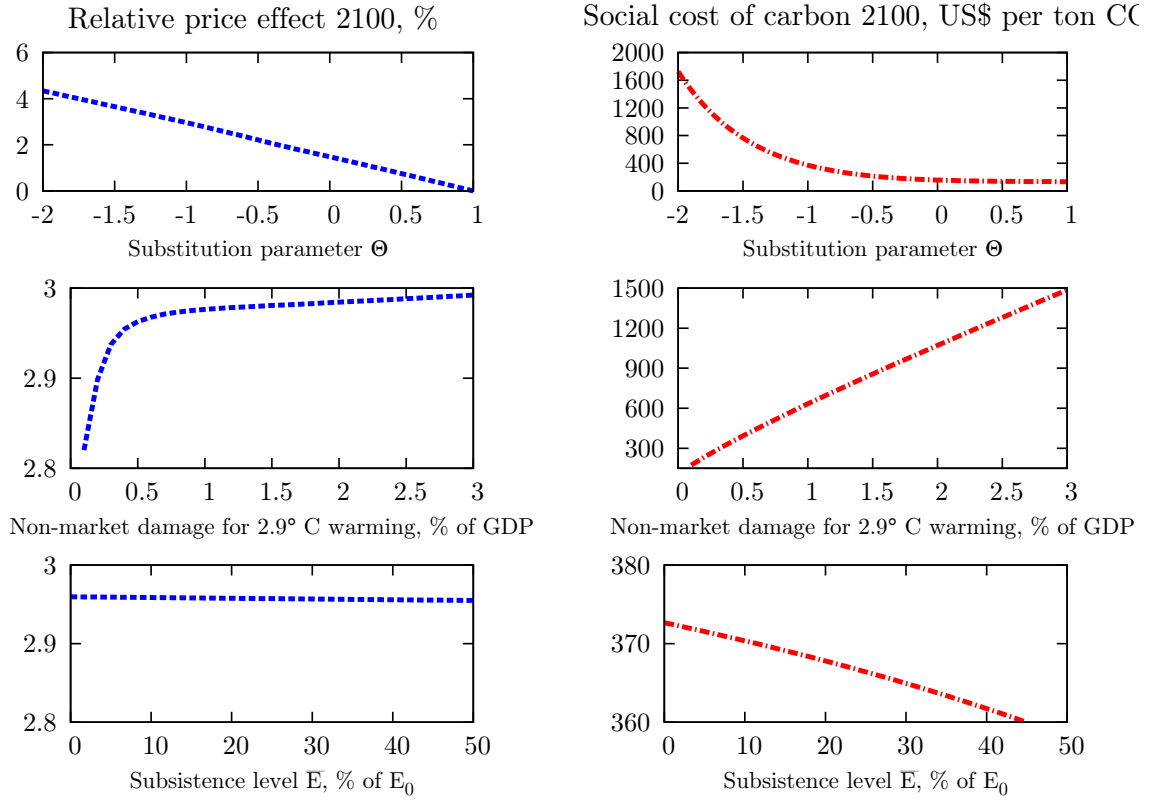 Relative price effect 2100, %
Social cost of carbon 2100, US$ per ton CC
6
4
2
0
-2 -1.5 -1 -0.5 0 0.5 1
Substitution parameter Θ
2000
1600
1200
800
400
0
-2 -1.5 -1 -0.5 0 0.5 1
Substitution parameter Θ
3
2.9
2.8
0 0.5 1 1.5 2 2.5 3
Non-market damage for 2.9° C warming, % of GDP
1500
1200
900
600
300
0 0.5 1 1.5 2 2.5 3
Non-market damage for 2.9° C warming, % of GDP
3
2.9
2.8
0 10 20 30 40 50
Subsistence level E̅, % of E₀
380
370
360
0 10 20 30 40 50
Subsistence level E̅, % of E₀